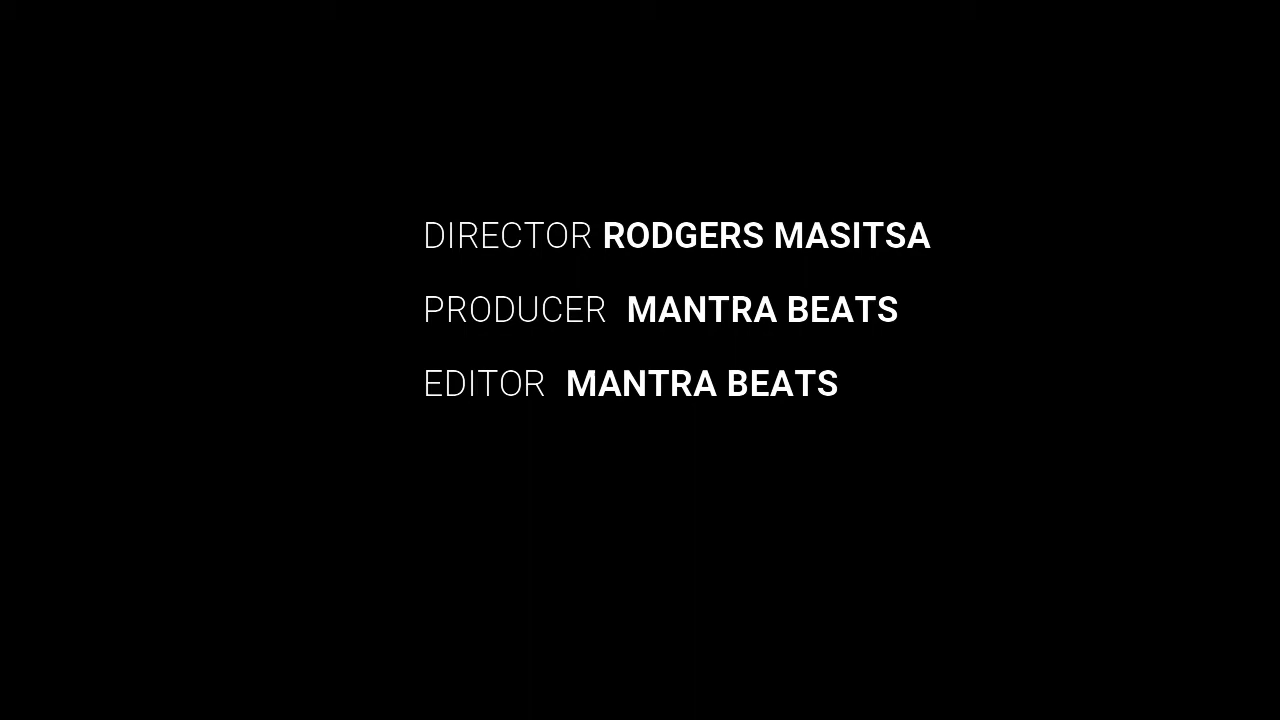 DIRECTOR RODGERS MASITSA
PRODUCER MANTRA BEATS
EDITOR MANTRA BEATS